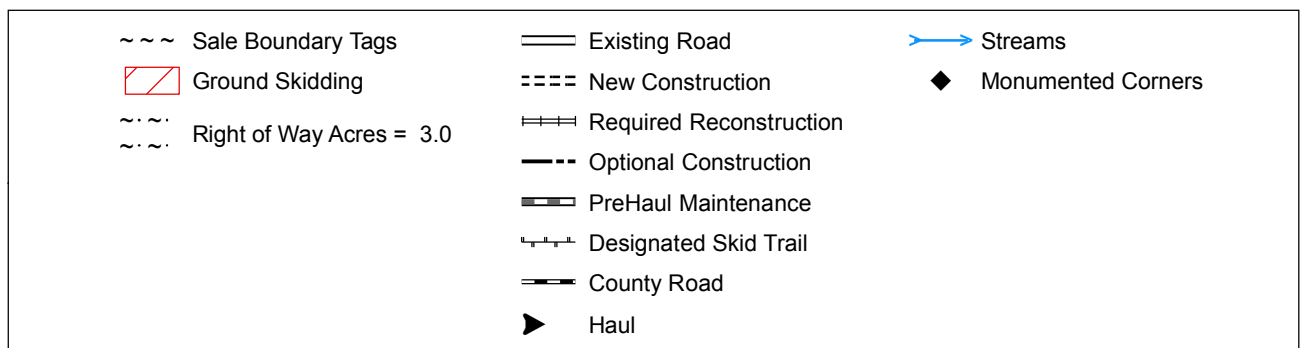 Sale Boundary Tags
Ground Skidding
Right of Way Acres = 3.0
Existing Road
New Construction
Required Reconstruction
Optional Construction
PreHaul Maintenance
Designated Skid Trail
County Road
Haul
Streams
Monumented Corners